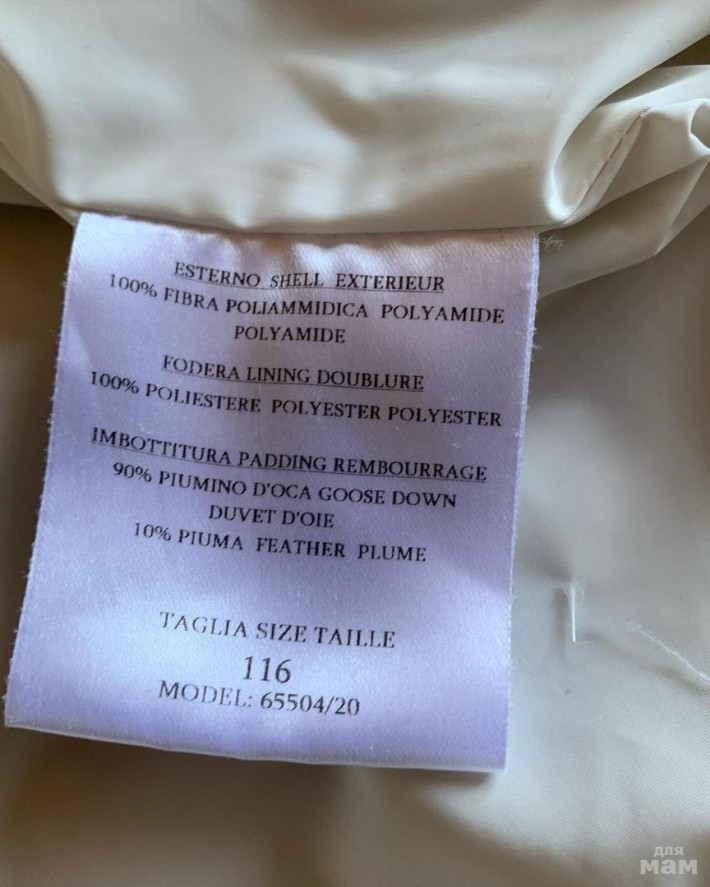 ESTERNO SHELL EXTERIEUR
100% FIBRA POLIAMMIDICA POLYAMIDE
POLYAMIDE
FODERA LINING DOUBLURE
100% POLIESTERE POLYESTER POLYESTER
IMBOTTITURA PADDING REMBOURRAGE
90% PIUMINO D'OCA GOOSE DOWN
DUVET D'OIE
10% PIUMA FEATHER PLUME
TAGLIA SIZE TAILLE
116
MODEL: 65504/20
для
мам